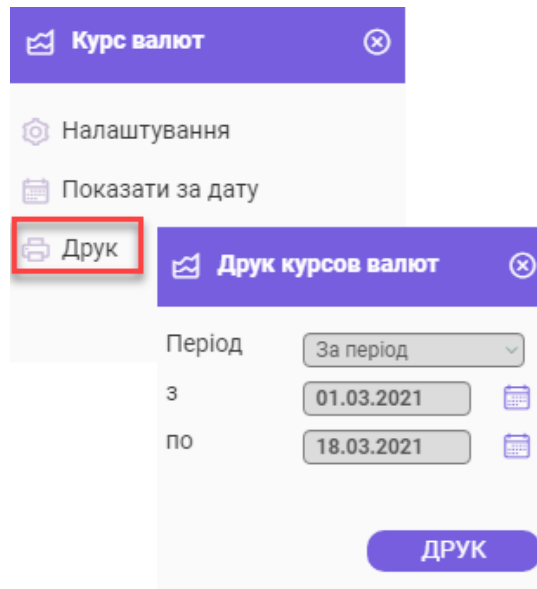 Курс валют
Налаштування
Показати за дату
Друк
Друк курсов валют
Період За період
з 01.03.2021
по 18.03.2021
ДРУК